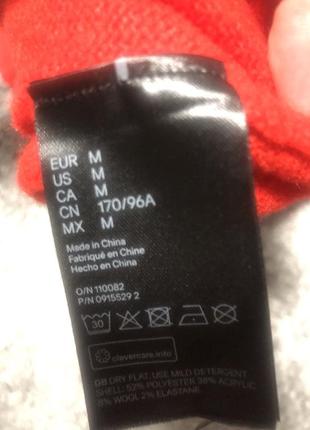 EUR M
US M
CA M
CN 170/96A
MX M
Made in China
Fabriqué en Chine
Hecho en China
O/N 110082
P/N 0915529 2
30
clevercare.info
GB DRY FLAT, USE MILD DETERGENT
SHELL: 52% POLYESTER 38% ACRYLIC
8% WOOL 2% ELASTANE